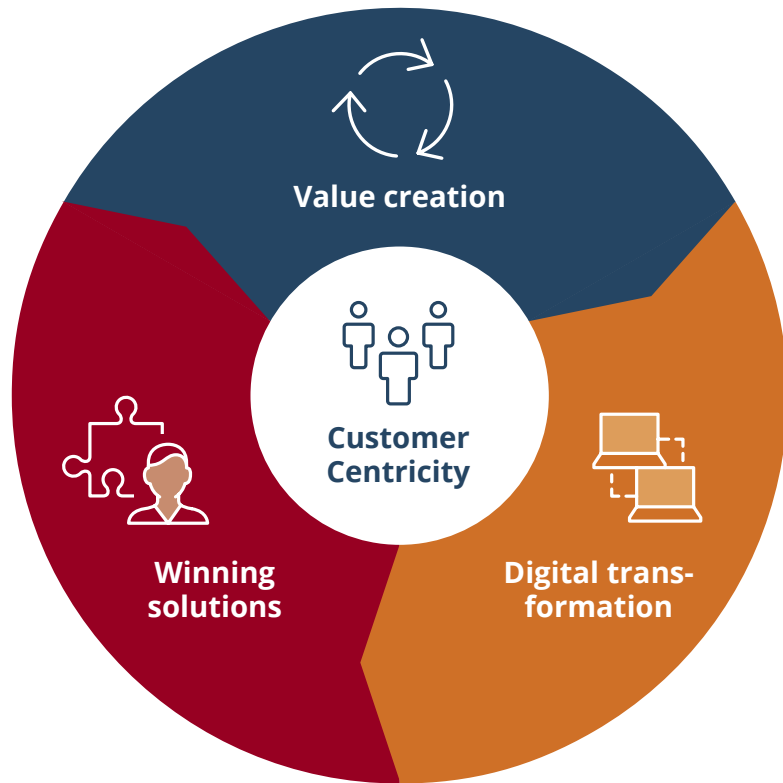 Value creation
Customer
Centricity
Winning
solutions
Digital trans-
formation